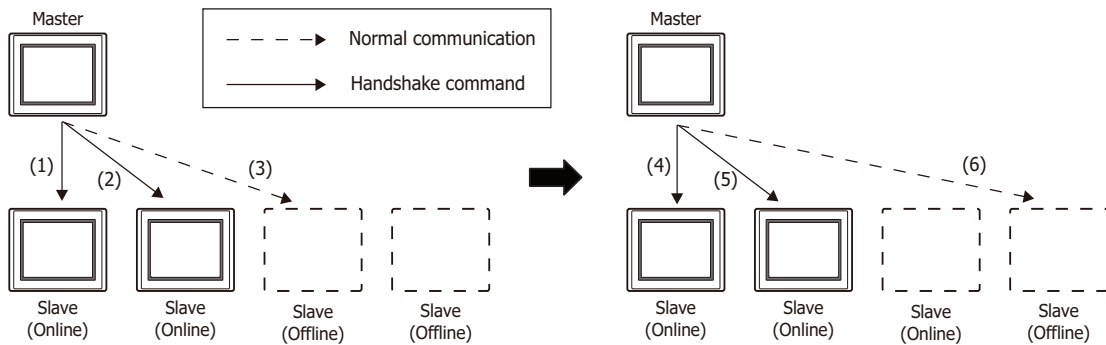 Master
Normal communication
Handshake command
(1)
(2)
(3)
Slave
(Online)
Slave
(Online)
Slave
(Offline)
Slave
(Offline)
Master
(4)
(5)
(6)
Slave
(Online)
Slave
(Online)
Slave
(Online)
Slave
(Offline)